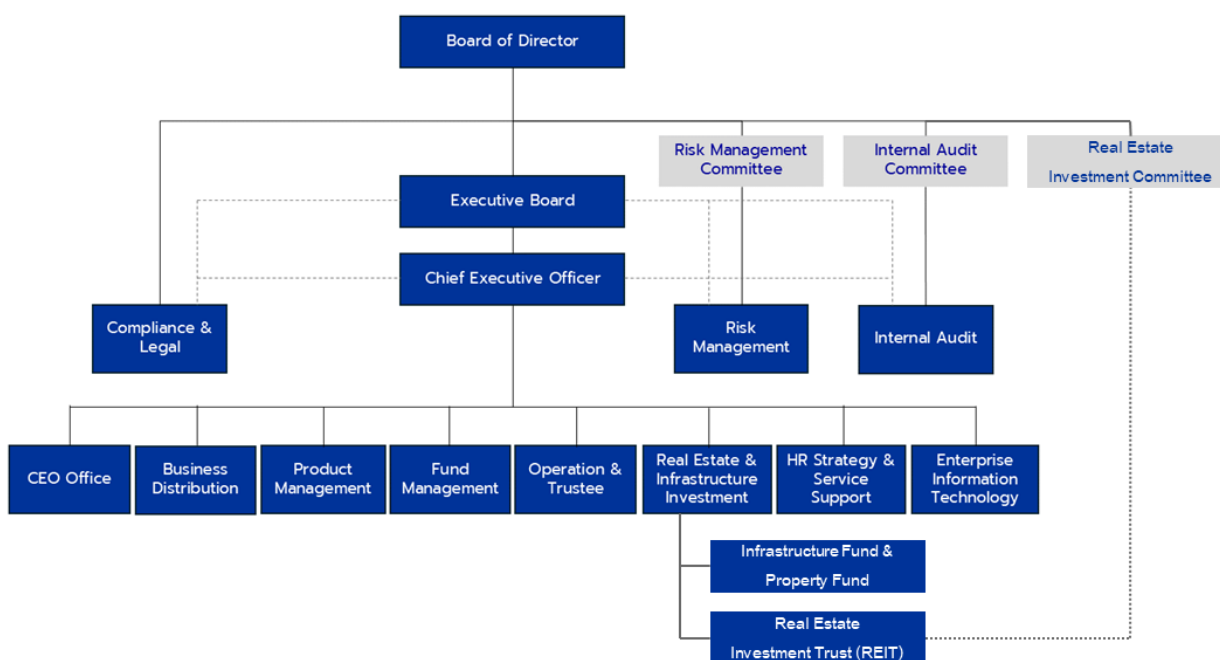 Board of Director
Risk Management
Committee
Internal Audit
Committee
Real Estate
Investment Committee
Executive Board
Chief Executive Officer
Compliance &
Legal
Risk
Management
Internal Audit
CEO Office
Business
Distribution
Product
Management
Fund
Management
Operation &
Trustee
Real Estate &
Infrastructure
Investment
HR Strategy &
Service
Support
Enterprise
Information
Technology
Infrastructure Fund &
Property Fund
Real Estate
Investment Trust (REIT)